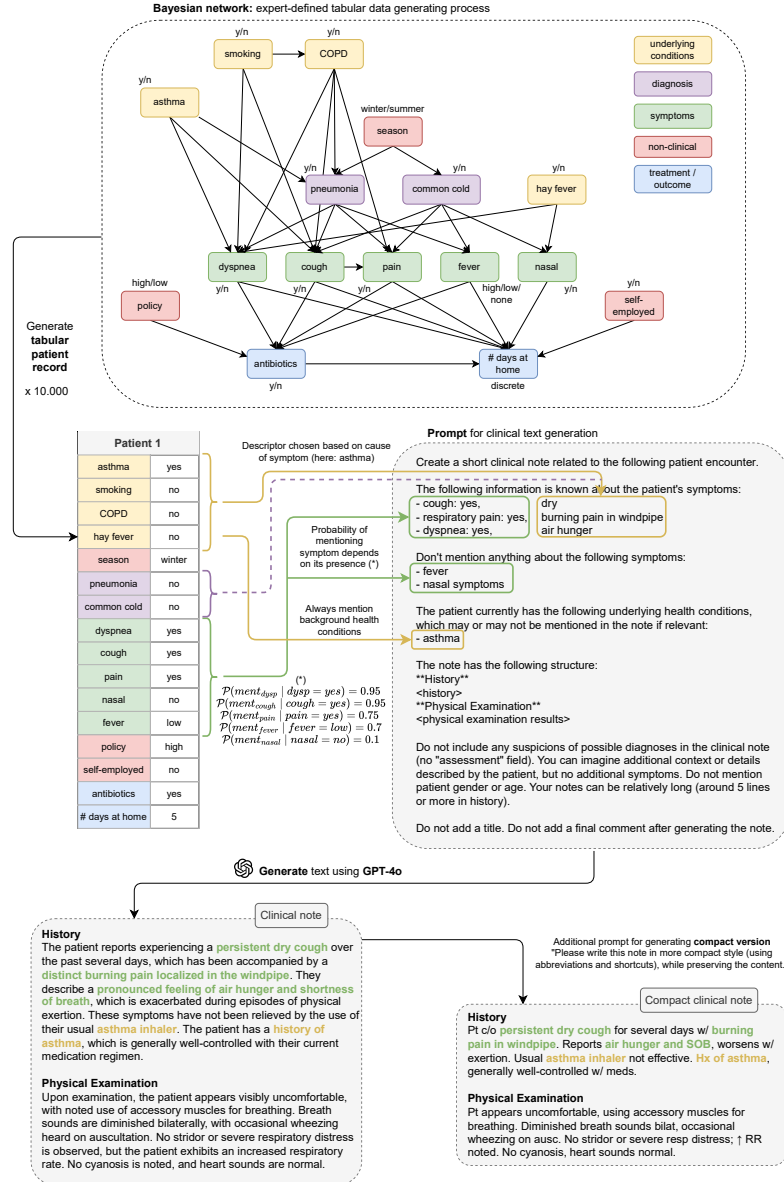 Bayesian network: expert-defined tabular data generating process
y/n
y/n
smoking
COPD
underlying
conditions
y/n
asthma
diagnosis
winter/summer
season
symptoms
non-clinical
y/n
y/n
y/n
pneumonia
common cold
hay fever
treatment /
outcome
dyspnea
cough
pain
fever
nasal
high/low
y/n
y/n
y/n
high/low/
none
y/n
y/n
policy
self-
employed
antibiotics
# days at
home
y/n
discrete
Generate
tabular
patient
record
x 10.000
Patient 1
asthma yes
smoking no
COPD no
hay fever no
season winter
pneumonia no
common cold no
dyspnea yes
cough yes
pain yes
nasal no
fever low
policy high
self-employed no
antibiotics yes
# days at home 5
Descriptor chosen based on cause
of symptom (here: asthma)
Probability of
mentioning
symptom depends
on its presence (*)
Always mention
background health
conditions
(*)
𝒫(ment_dysp | dysp = yes) = 0.95
𝒫(ment_cough | cough = yes) = 0.95
𝒫(ment_pain | pain = yes) = 0.75
𝒫(ment_fever | fever = low) = 0.7
𝒫(ment_nasal | nasal = no) = 0.1
Prompt for clinical text generation
Create a short clinical note related to the following patient encounter.
The following information is known about the patient's symptoms:
- cough: yes, dry
- respiratory pain: yes, burning pain in windpipe
- dyspnea: yes, air hunger
Don't mention anything about the following symptoms:
- fever
- nasal symptoms
The patient currently has the following underlying health conditions,
which may or may not be mentioned in the note if relevant:
- asthma
The note has the following structure:
**History**
<history>
**Physical Examination**
<physical examination results>
Do not include any suspicions of possible diagnoses in the clinical note
(no "assessment" field). You can imagine additional context or details
described by the patient, but no additional symptoms. Do not mention
patient gender or age. Your notes can be relatively long (around 5 lines
or more in history).
Do not add a title. Do not add a final comment after generating the note.
Generate text using GPT-4o
Clinical note
History
The patient reports experiencing a persistent dry cough over
the past several days, which has been accompanied by a
distinct burning pain localized in the windpipe. They
describe a pronounced feeling of air hunger and shortness
of breath, which is exacerbated during episodes of physical
exertion. These symptoms have not been relieved by the use of
their usual asthma inhaler. The patient has a history of
asthma, which is generally well-controlled with their current
medication regimen.
Physical Examination
Upon examination, the patient appears visibly uncomfortable,
with noted use of accessory muscles for breathing. Breath
sounds are diminished bilaterally, with occasional wheezing
heard on auscultation. No stridor or severe respiratory distress
is observed, but the patient exhibits an increased respiratory
rate. No cyanosis is noted, and heart sounds are normal.
Additional prompt for generating compact version
"Please write this note in more compact style (using
abbreviations and shortcuts), while preserving the content."
Compact clinical note
History
Pt c/o persistent dry cough for several days w/ burning
pain in windpipe. Reports air hunger and SOB, worsens w/
exertion. Usual asthma inhaler not effective. Hx of asthma,
generally well-controlled w/ meds.
Physical Examination
Pt appears uncomfortable, using accessory muscles for
breathing. Diminished breath sounds bilat, occasional
wheezing on ausc. No stridor or severe resp distress; ↑ RR
noted. No cyanosis, heart sounds normal.